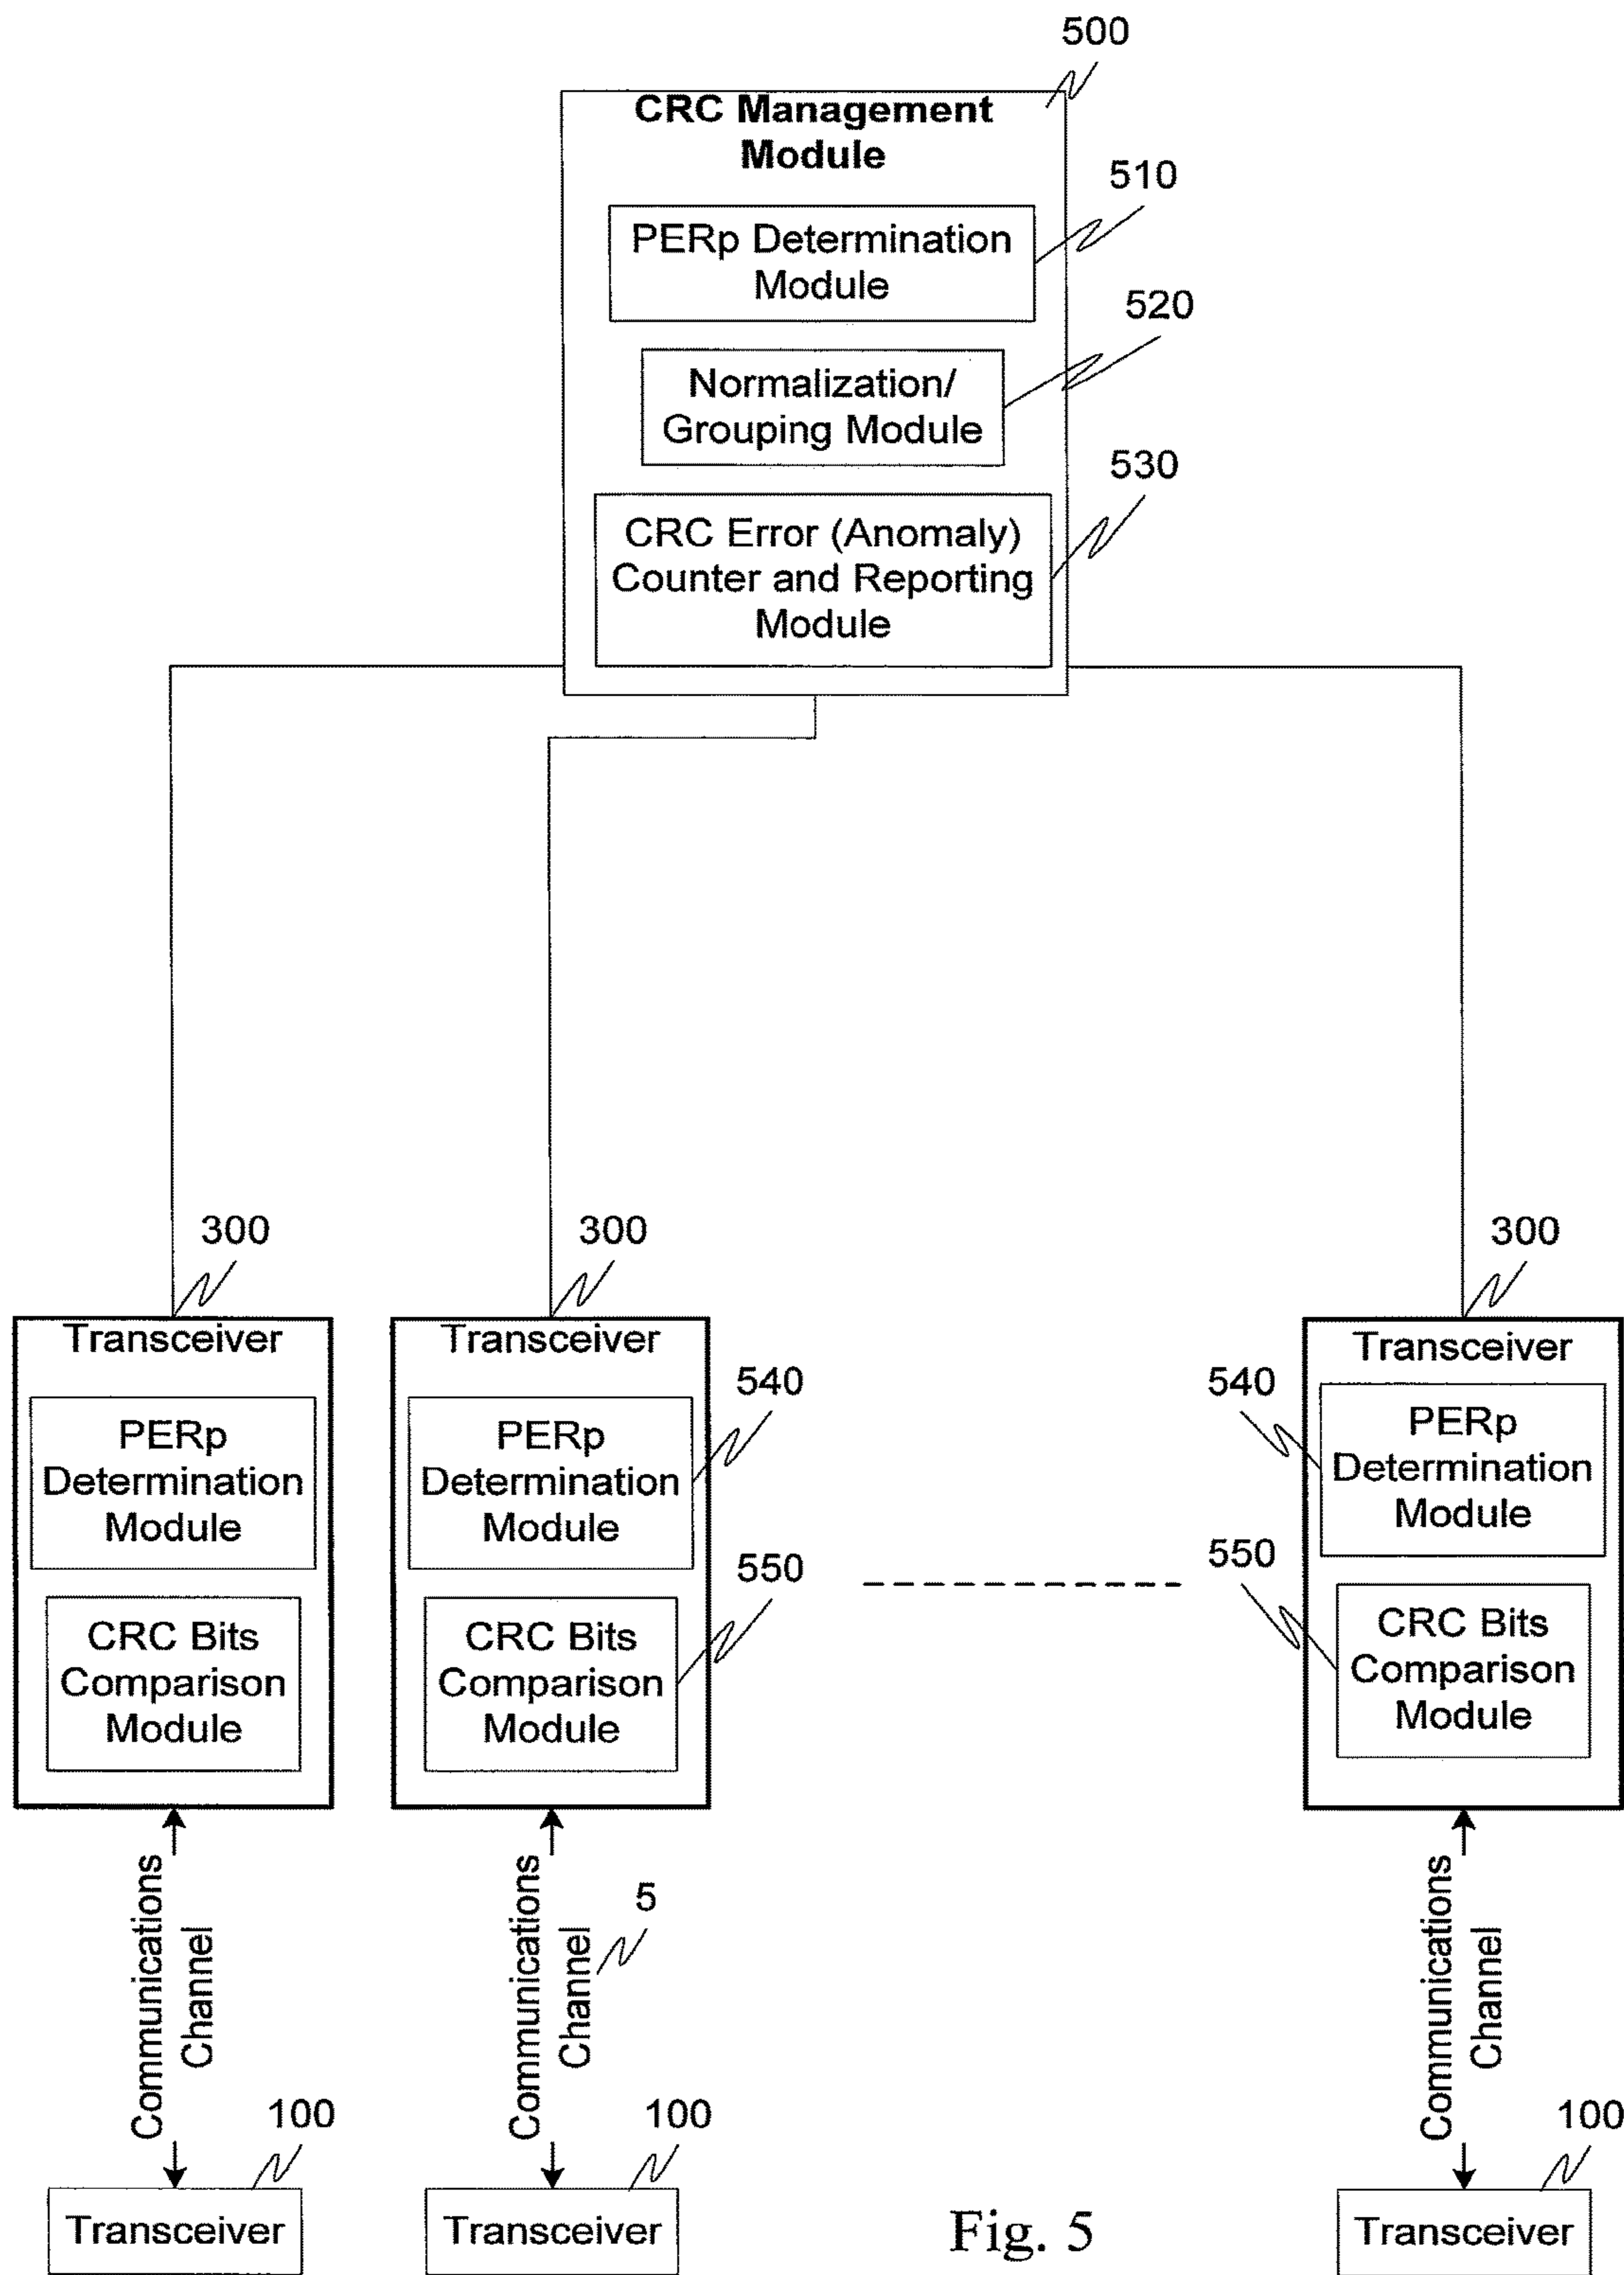 500
CRC Management
Module
510
PERp Determination
Module
520
Normalization/
Grouping Module
530
CRC Error (Anomaly)
Counter and Reporting
Module
300
300
300
Transceiver
PERp
Determination
Module
CRC Bits
Comparison
Module
Transceiver
540
PERp
Determination
Module
550
CRC Bits
Comparison
Module
Transceiver
540
PERp
Determination
Module
550
CRC Bits
Comparison
Module
Communications
Channel
Communications
Channel
5
Communications
Channel
100
Transceiver
100
Transceiver
100
Transceiver
Fig. 5